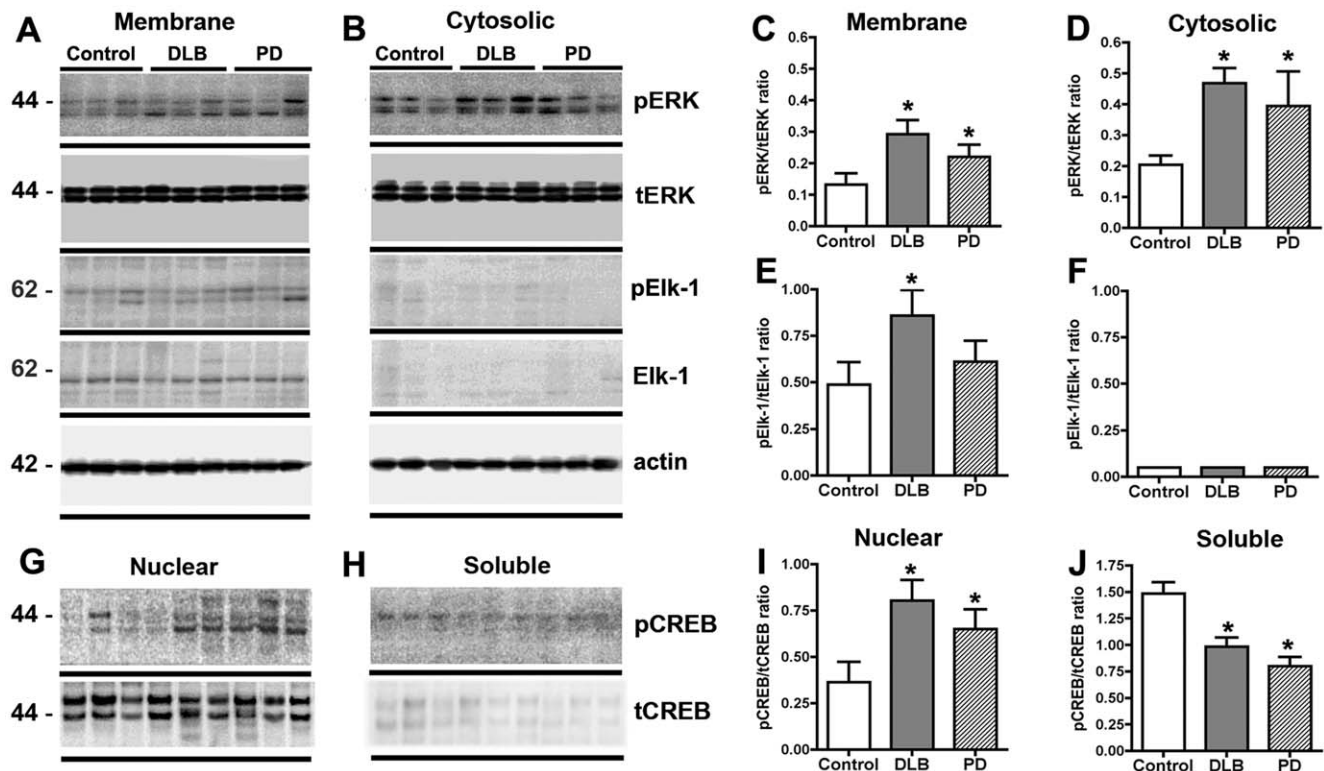 A Membrane
Control DLB PD
44 -
44 -
62 -
62 -
42 -
B Cytosolic
Control DLB PD
pERK
tERK
pElk-1
Elk-1
actin
C Membrane
pERK/tERK ratio
0.6
0.5
0.4
0.3
0.2
0.1
0.0
* *
Control DLB PD
D Cytosolic
pERK/tERK ratio
0.6
0.5
0.4
0.3
0.2
0.1
0.0
* *
Control DLB PD
E
pElk-1/tElk-1 ratio
1.00
0.75
0.50
0.25
0.00
*
Control DLB PD
F
pElk-1/tElk-1 ratio
1.00
0.75
0.50
0.25
0.00
Control DLB PD
G Nuclear
44 -
44 -
H Soluble
pCREB
tCREB
I Nuclear
pCREB/tCREB ratio
1.00
0.75
0.50
0.25
0.00
* *
Control DLB PD
J Soluble
pCREB/tCREB ratio
1.75
1.50
1.25
1.00
0.75
0.50
0.25
0.00
* *
Control DLB PD